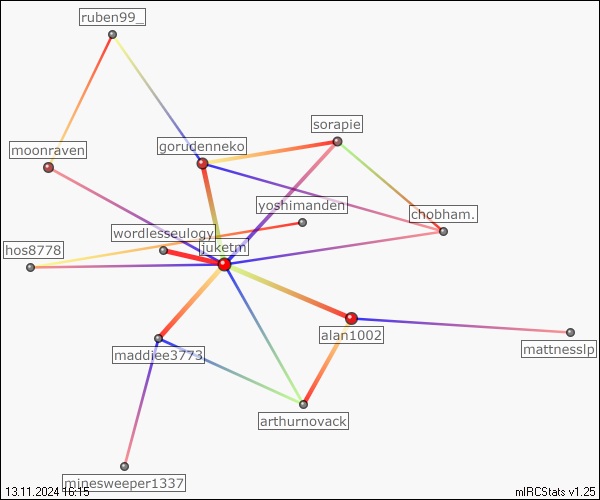 ruben99_
sorapie
gorudenneko
moonraven
yoshimanden
chobham.
wordlesseulogy
juketm
hos8778
alan1002
mattnesslp
maddiee3773
arthurnovack
minesweeper1337
13.11.2024 16:15
mIRCStats v1.25